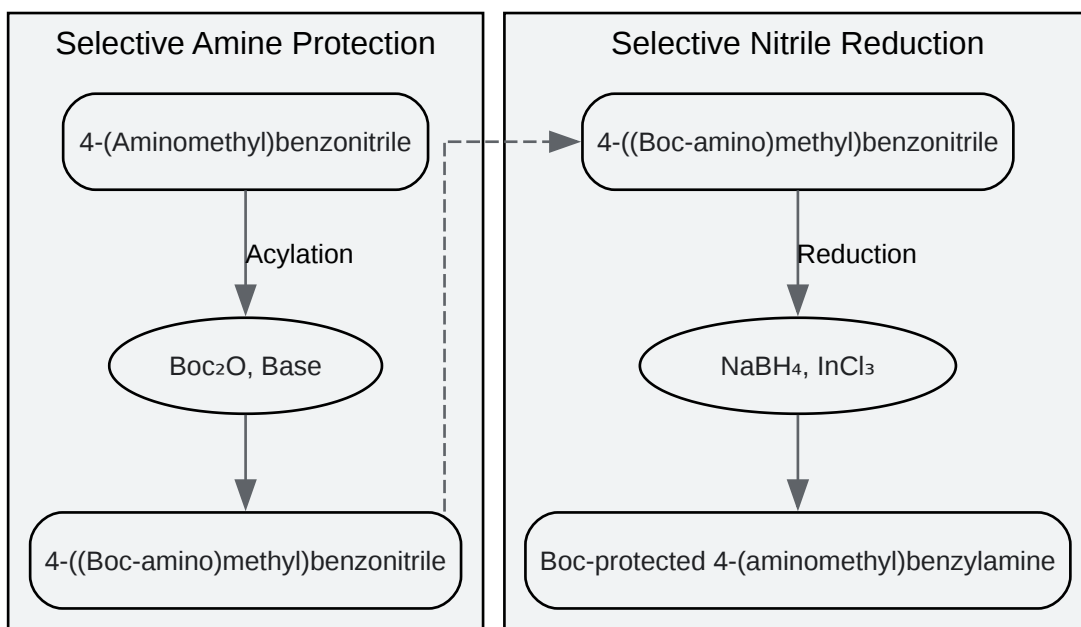 Selective Amine Protection
4-(Aminomethyl)benzonitrile
Acylation
Boc₂O, Base
4-((Boc-amino)methyl)benzonitrile
Selective Nitrile Reduction
4-((Boc-amino)methyl)benzonitrile
Reduction
NaBH₄, InCl₃
Boc-protected 4-(aminomethyl)benzylamine